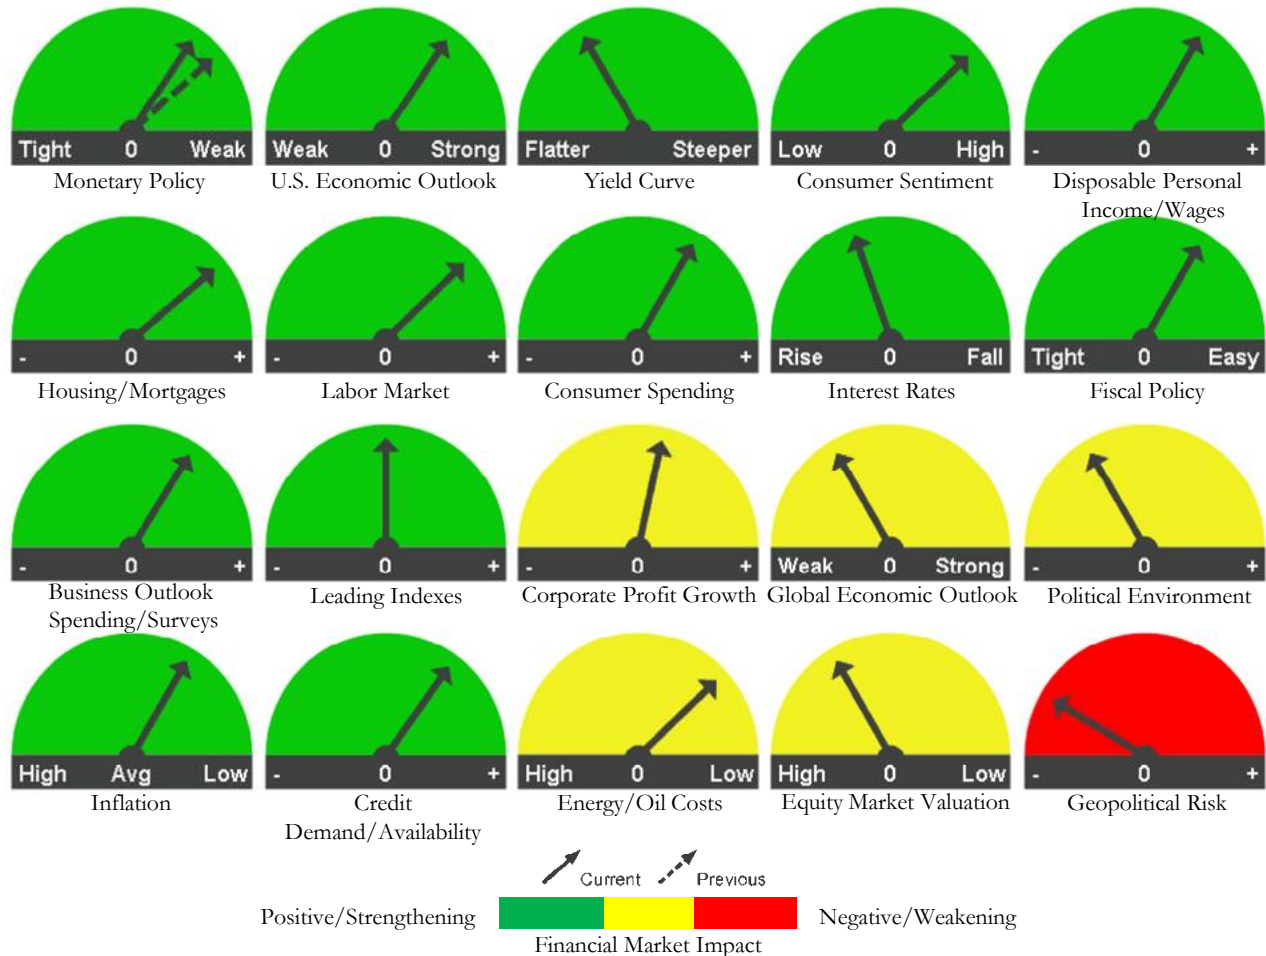 Tight 0 Weak
Monetary Policy
Weak 0 Strong
U.S. Economic Outlook
Flatter Steeper
Yield Curve
Low 0 High
Consumer Sentiment
- 0 +
Disposable Personal
Income/Wages
- 0 +
Housing/Mortgages
- 0 +
Labor Market
- 0 +
Consumer Spending
Rise 0 Fall
Interest Rates
Tight 0 Easy
Fiscal Policy
- 0 +
Business Outlook
Spending/Surveys
- 0 +
Leading Indexes
- 0 +
Corporate Profit Growth
Weak 0 Strong
Global Economic Outlook
- 0 +
Political Environment
High Avg Low
Inflation
- 0 +
Credit
Demand/Availability
High 0 Low
Energy/Oil Costs
High 0 Low
Equity Market Valuation
- 0 +
Geopolitical Risk
Current Previous
Positive/Strengthening Negative/Weakening
Financial Market Impact